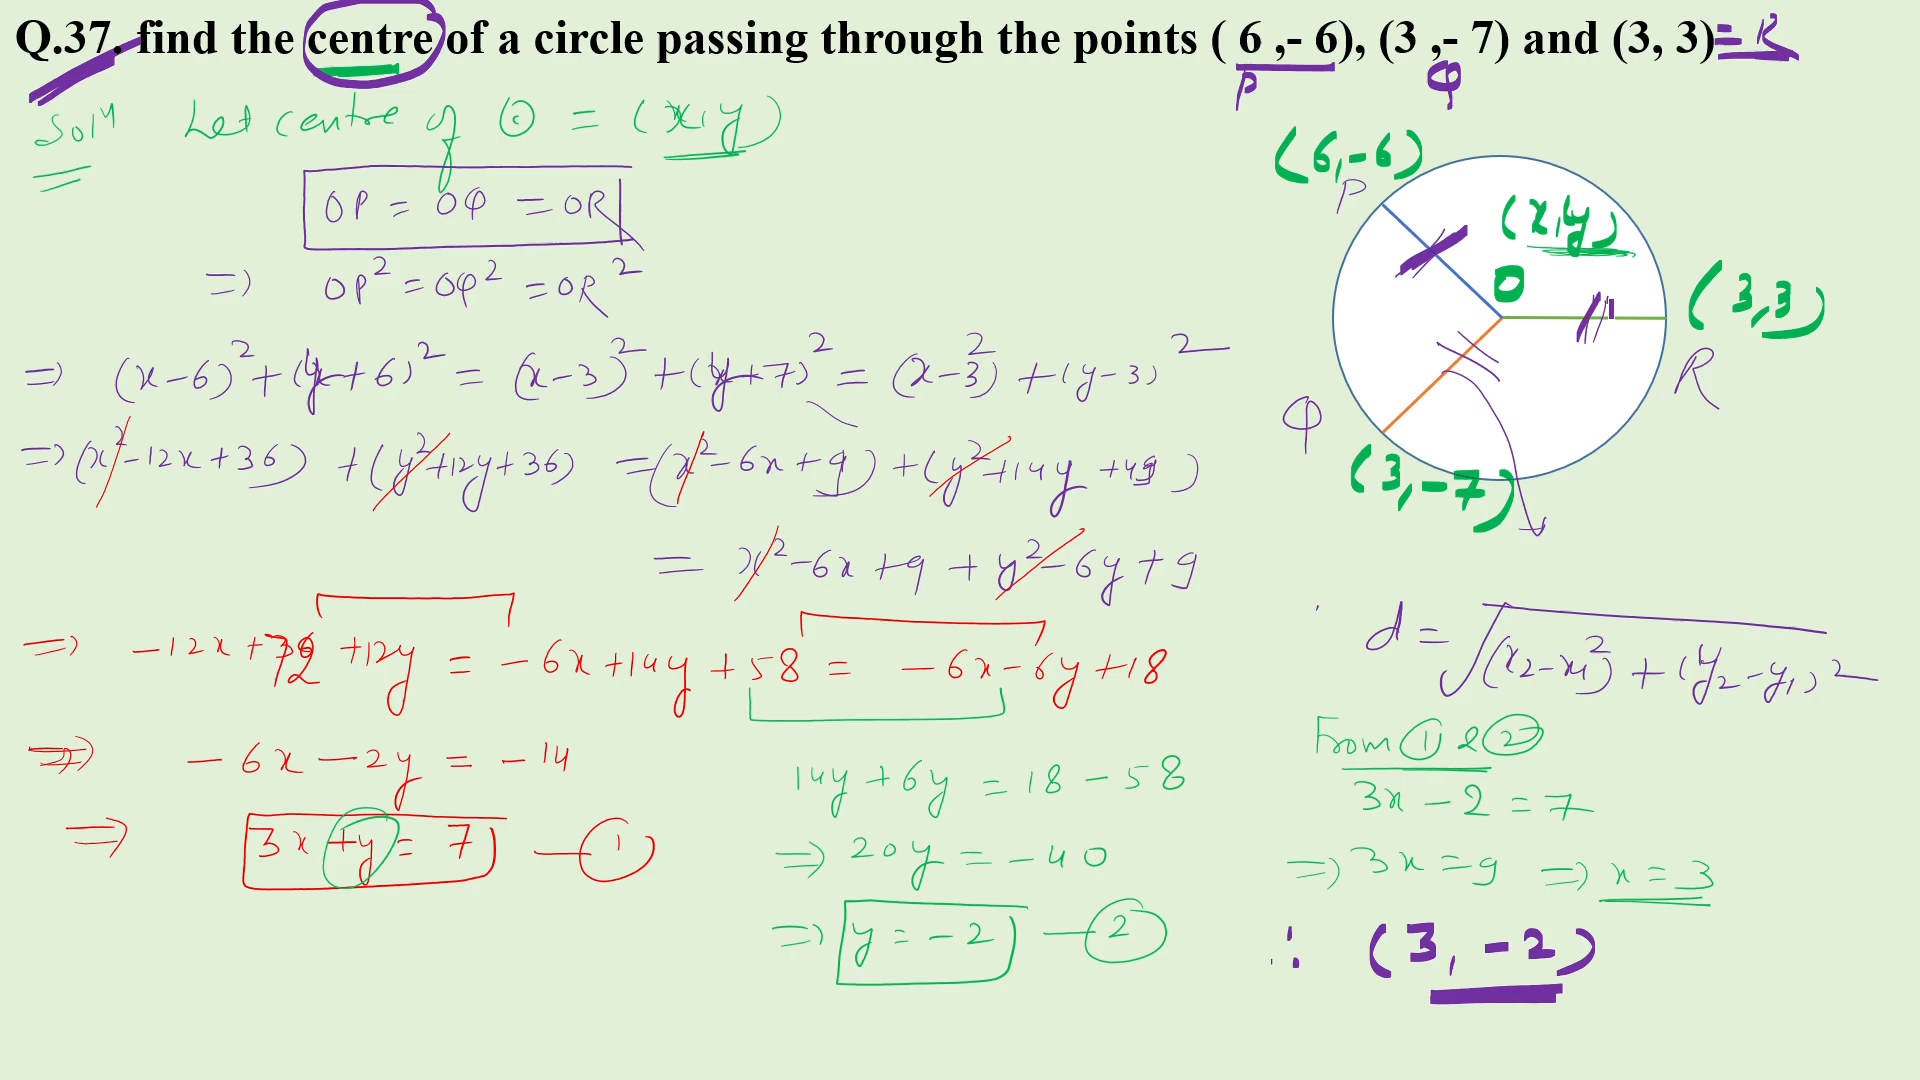 Q.37. find the centre of a circle passing through the points ( 6 ,- 6), (3 ,- 7) and (3, 3) = R
P Q
Soln Let centre of ⊙ = (x, y)
OP = OQ = OR
=> OP² = OQ² = OR²
=> (x-6)² + (y+6)² = (x-3)² + (y+7)² = (x-3)² + (y-3)²
=> (x²-12x+36) + (y²+12y+36) = (x²-6x+9) + (y²+14y+49)
= x²-6x+9 + y²-6y+9
=> -12x+72+12y = -6x+14y+58 = -6x-6y+18
=> -6x-2y = -14
=> 3x+y = 7 — 1
14y+6y = 18-58
=> 20y = -40
=> y = -2 — 2
(6,-6)
P
(x,y)
O
(3,3)
R
Q
(3,-7)
d = √(x₂-x₁)² + (y₂-y₁)²
From 1 & 2
3x-2 = 7
=> 3x = 9 => x = 3
∴ (3, -2)